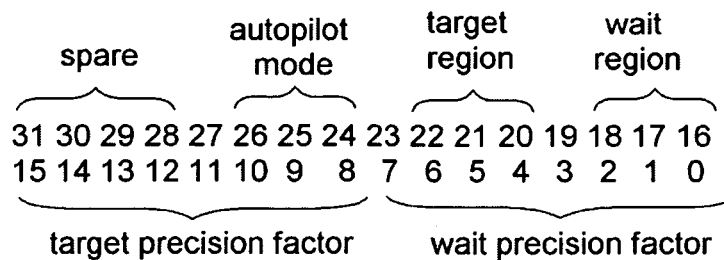 spare autopilot mode target region wait region
31 30 29 28 27 26 25 24 23 22 21 20 19 18 17 16
15 14 13 12 11 10 9 8 7 6 5 4 3 2 1 0
target precision factor wait precision factor